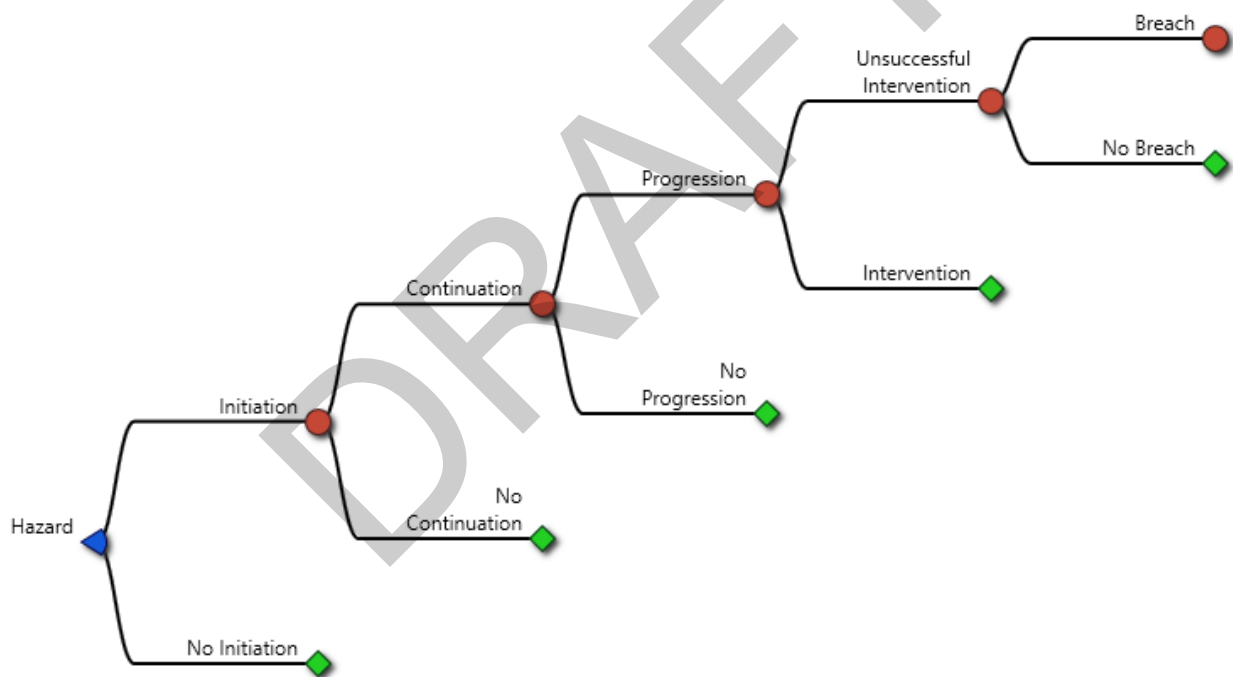 Breach
Unsuccessful
Intervention
No Breach
Progression
Intervention
Continuation
No
Progression
Initiation
No
Continuation
Hazard
No Initiation
DRAFT